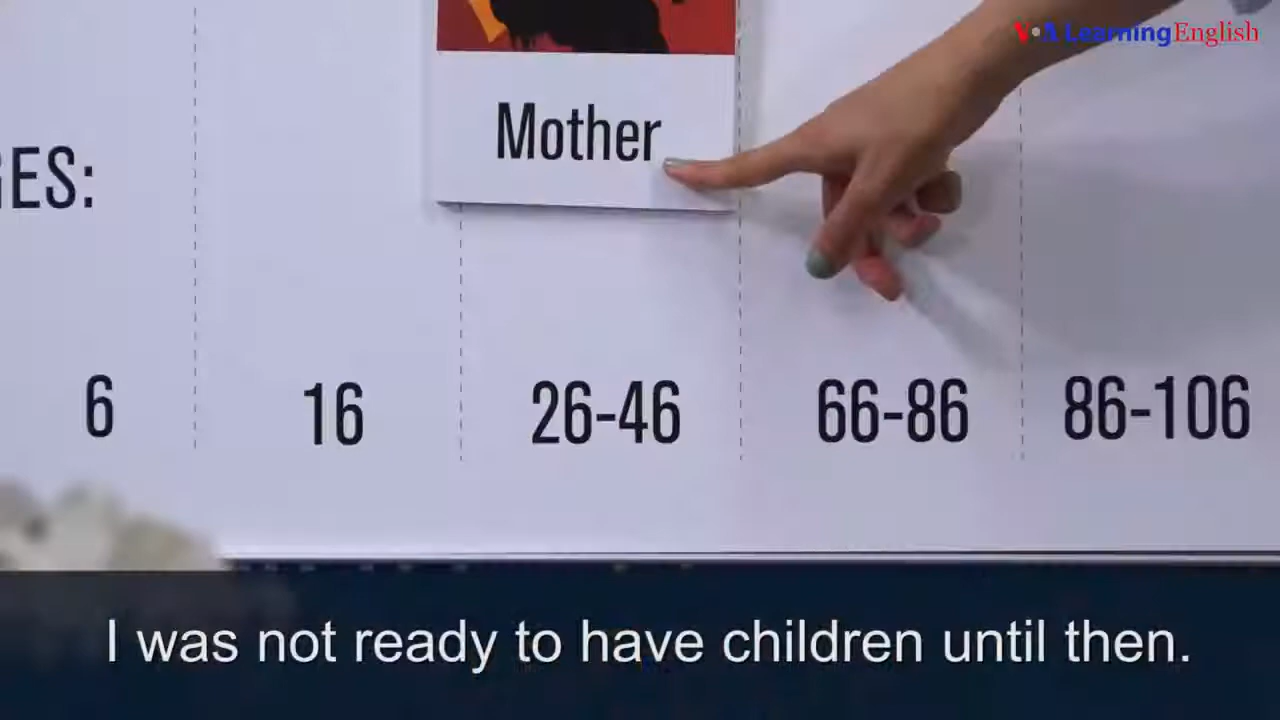 VOA Learning English
Mother
GES:
6 16 26-46 66-86 86-106
I was not ready to have children until then.